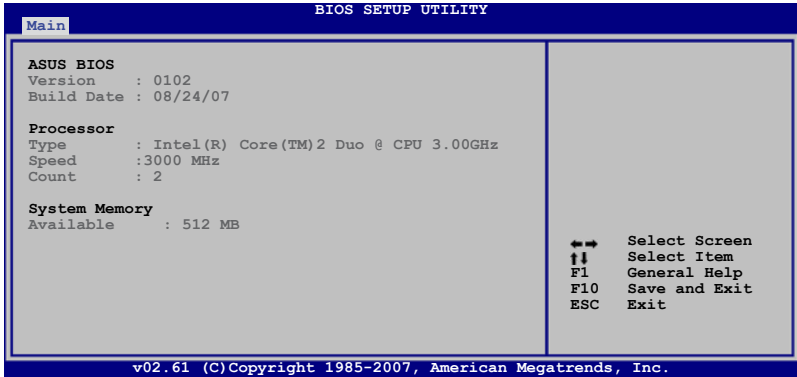 BIOS SETUP UTILITY
Main
ASUS BIOS
Version : 0102
Build Date : 08/24/07
Processor
Type : Intel(R) Core(TM)2 Duo @ CPU 3.00GHz
Speed :3000 MHz
Count : 2
System Memory
Available : 512 MB
←→ Select Screen
↑↓ Select Item
F1 General Help
F10 Save and Exit
ESC Exit
v02.61 (C)Copyright 1985-2007, American Megatrends, Inc.